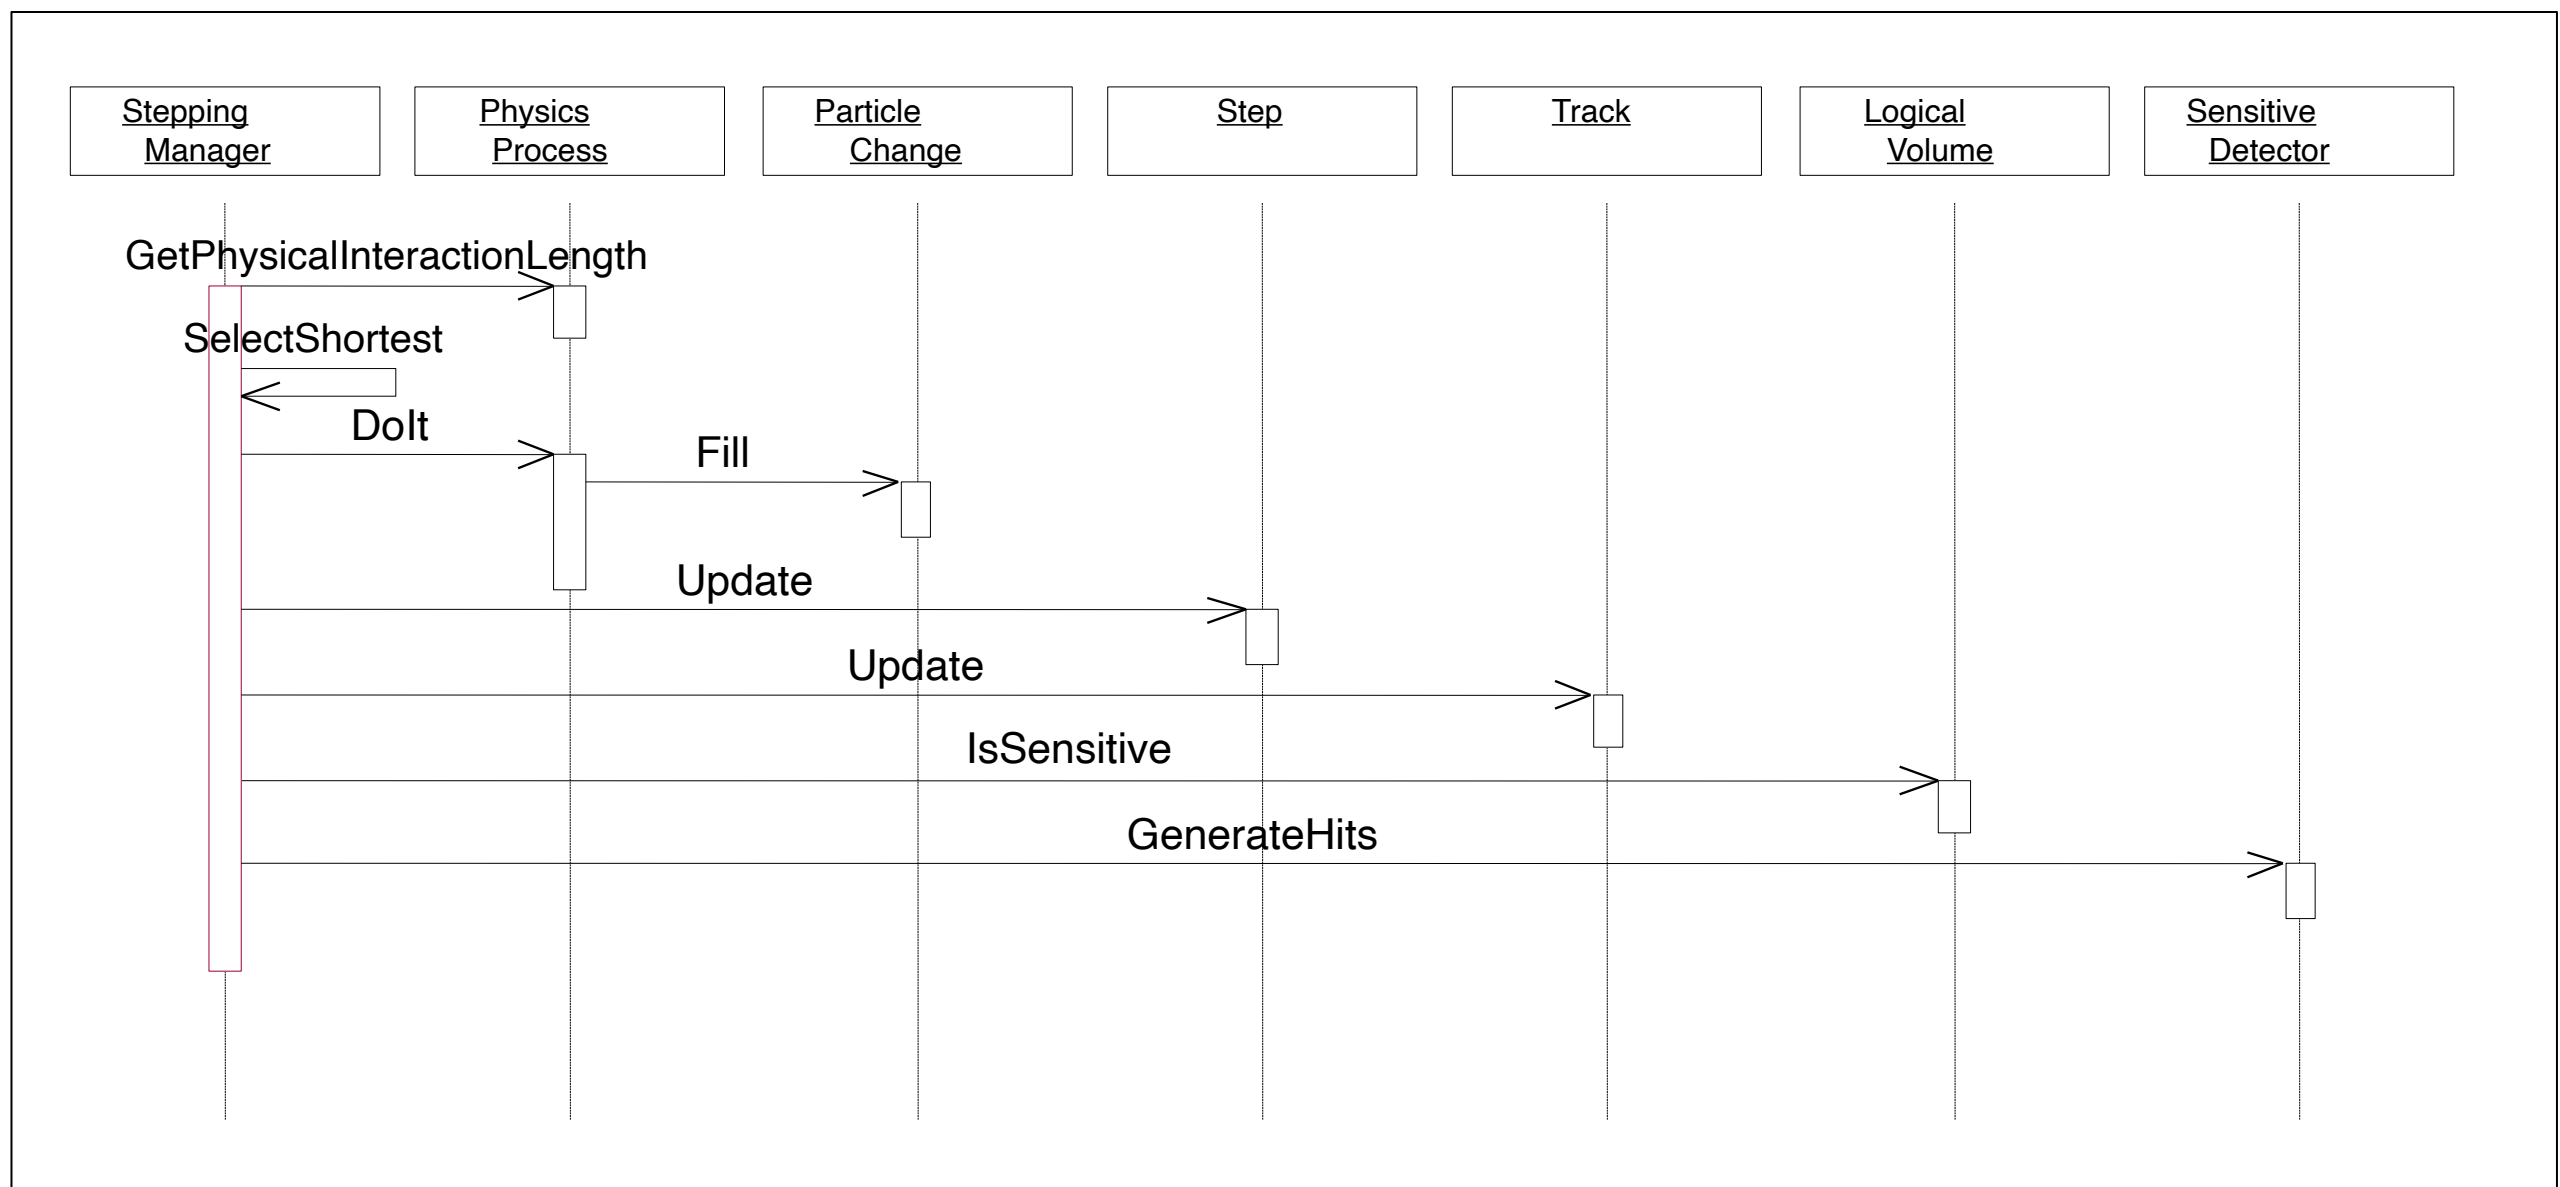 Stepping
Manager
Physics
Process
Particle
Change
Step
Track
Logical
Volume
Sensitive
Detector
GetPhysicalInteractionLength
SelectShortest
DoIt
Fill
Update
Update
IsSensitive
GenerateHits